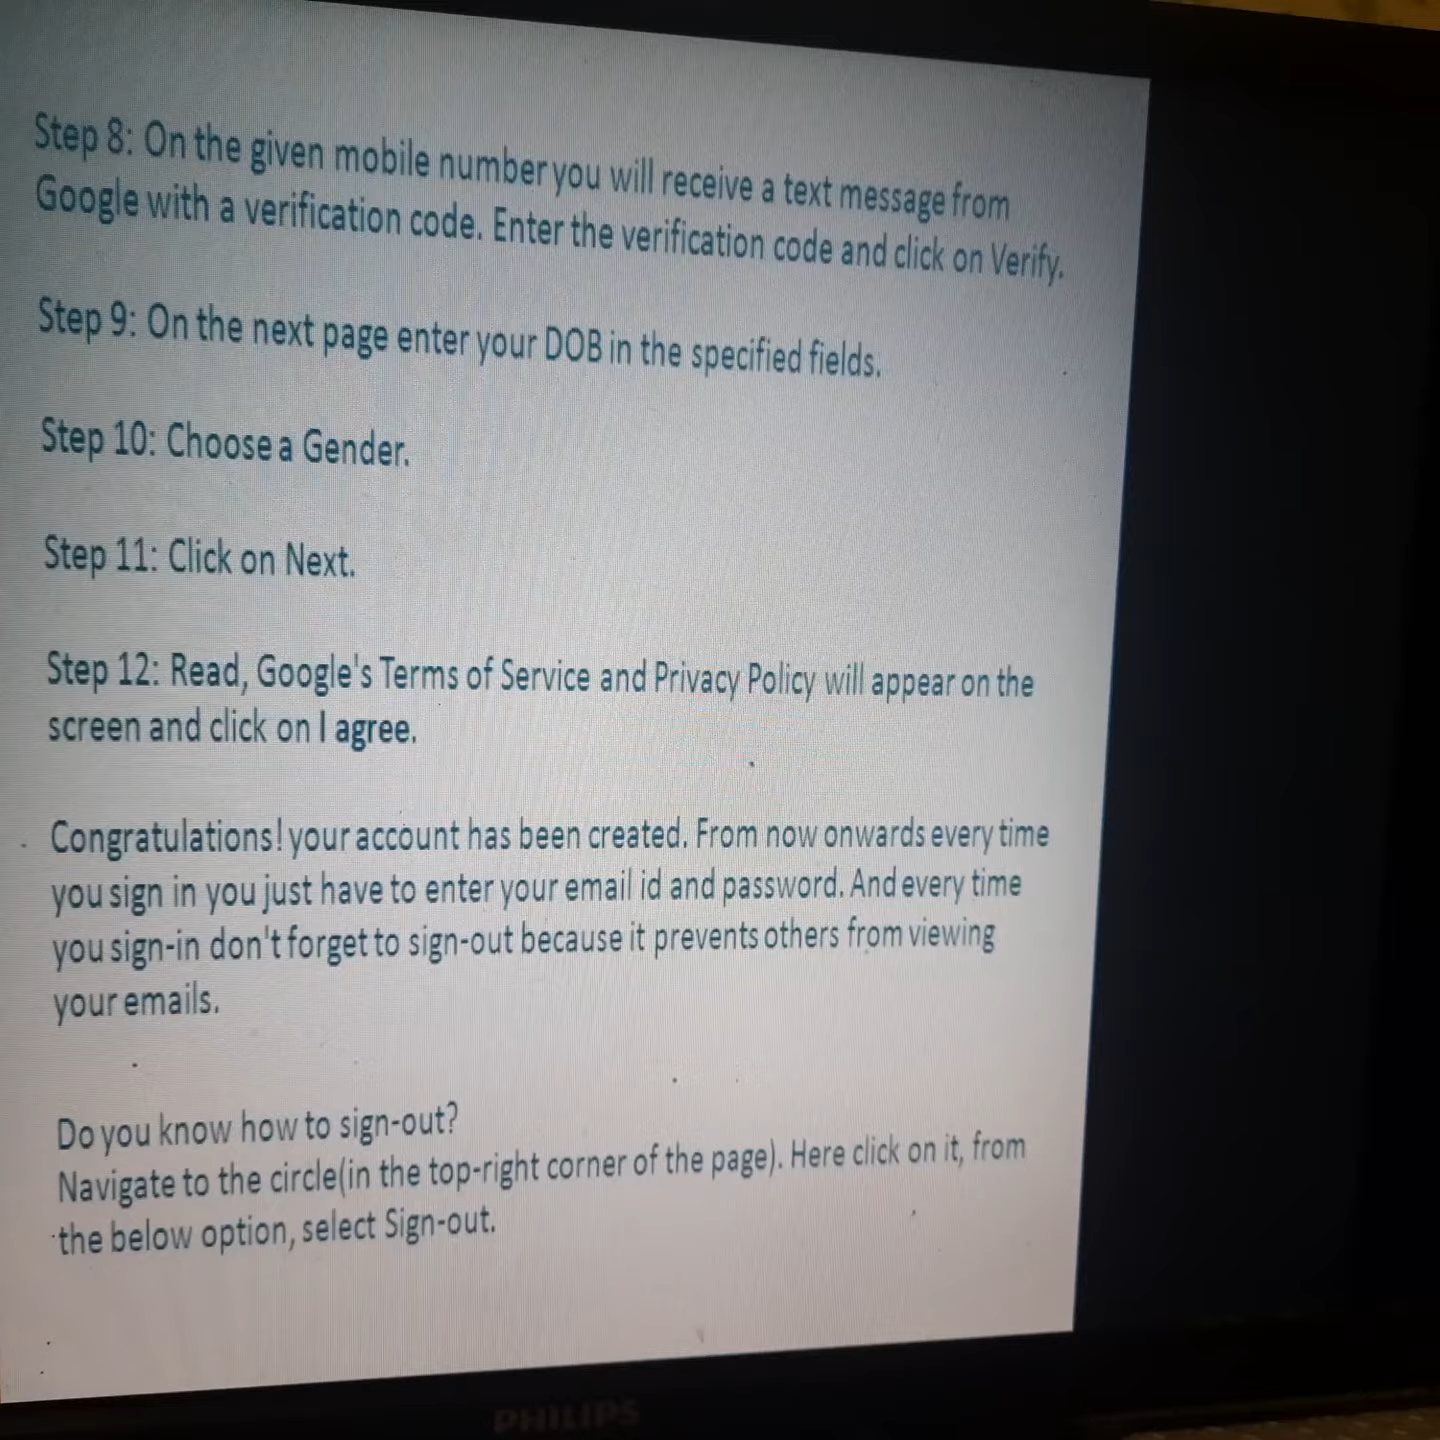 Step 8: On the given mobile number you will receive a text message from
Google with a verification code. Enter the verification code and click on Verify.
Step 9: On the next page enter your DOB in the specified fields.
Step 10: Choose a Gender.
Step 11: Click on Next.
Step 12: Read, Google's Terms of Service and Privacy Policy will appear on the
screen and click on I agree.
Congratulations! your account has been created. From now onwards every time
you sign in you just have to enter your email id and password. And every time
you sign-in don't forget to sign-out because it prevents others from viewing
your emails.
Do you know how to sign-out?
Navigate to the circle(in the top-right corner of the page). Here click on it, from
the below option, select Sign-out.
PHILIPS